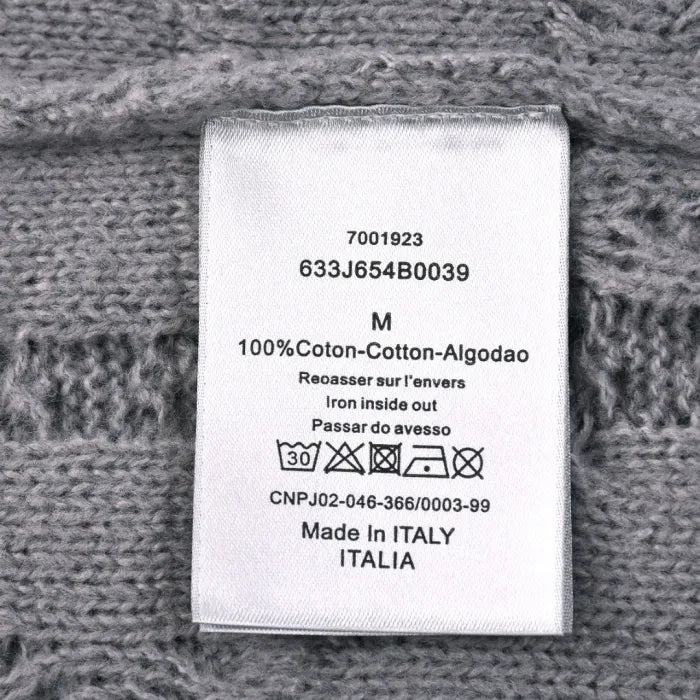 7001923
633J654B0039
M
100%Coton-Cotton-Algodao
Reoasser sur l'envers
Iron inside out
Passar do avesso
30
CNPJ02-046-366/0003-99
Made In ITALY
ITALIA